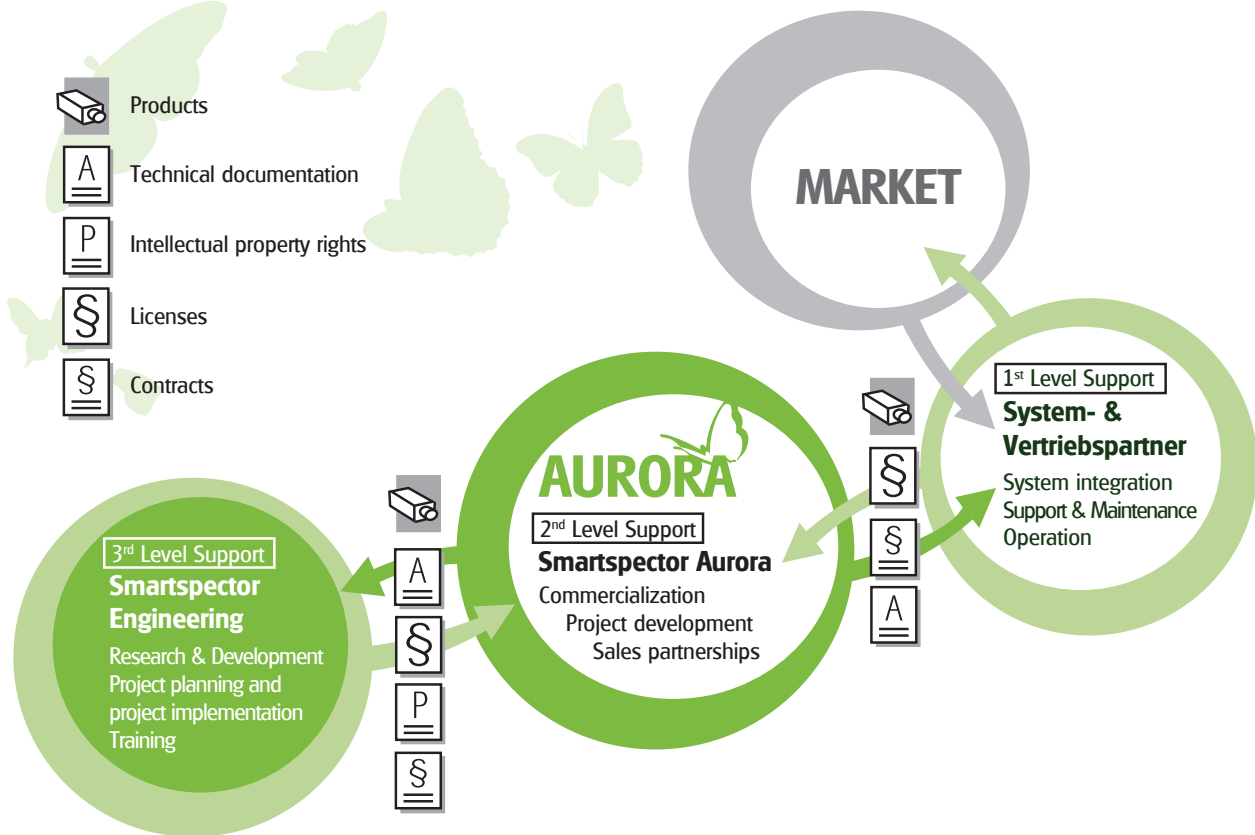 Products
A
Technical documentation
P
Intellectual property rights
§
Licenses
§
Contracts
MARKET
1st Level Support
System- &
Vertriebspartner
System integration
Support & Maintenance
Operation
§
§
A
AURORA
2nd Level Support
Smartspector Aurora
Commercialization
Project development
Sales partnerships
A
§
P
§
3rd Level Support
Smartspector
Engineering
Research & Development
Project planning and
project implementation
Training